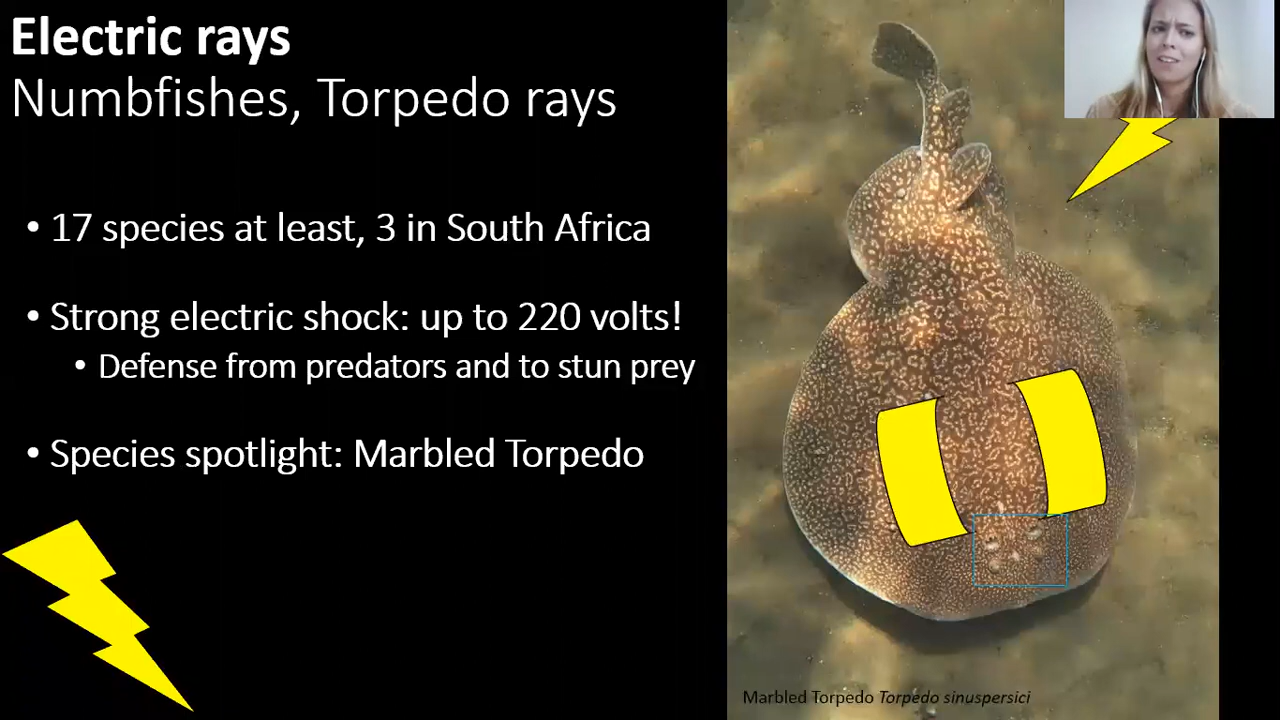 Electric rays
Numbfishes, Torpedo rays
• 17 species at least, 3 in South Africa
• Strong electric shock: up to 220 volts!
• Defense from predators and to stun prey
• Species spotlight: Marbled Torpedo
Marbled Torpedo Torpedo sinuspersici